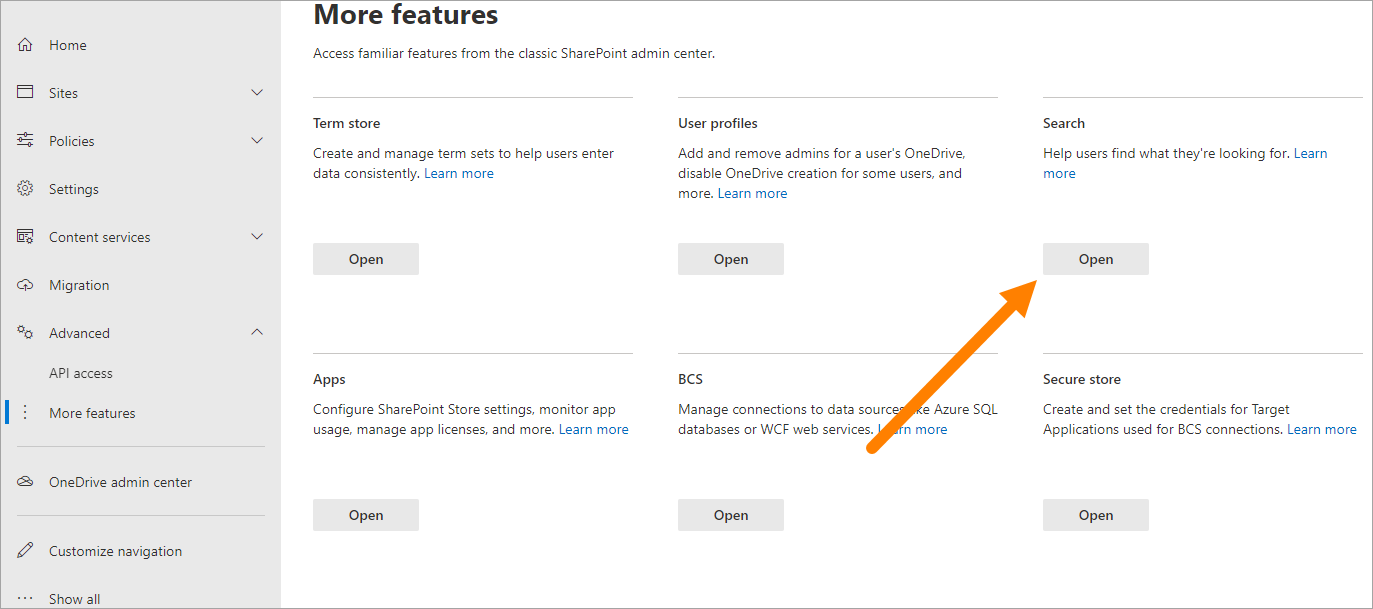 More features
Access familiar features from the classic SharePoint admin center.
Home
Sites
Policies
Settings
Content services
Migration
Advanced
API access
More features
OneDrive admin center
Customize navigation
Show all
Term store
Create and manage term sets to help users enter
data consistently. Learn more
Open
User profiles
Add and remove admins for a user's OneDrive,
disable OneDrive creation for some users, and
more. Learn more
Open
Search
Help users find what they're looking for. Learn
more
Open
Apps
Configure SharePoint Store settings, monitor app
usage, manage app licenses, and more. Learn more
Open
BCS
Manage connections to data sources like Azure SQL
databases or WCF web services. Learn more
Open
Secure store
Create and set the credentials for Target
Applications used for BCS connections. Learn more
Open